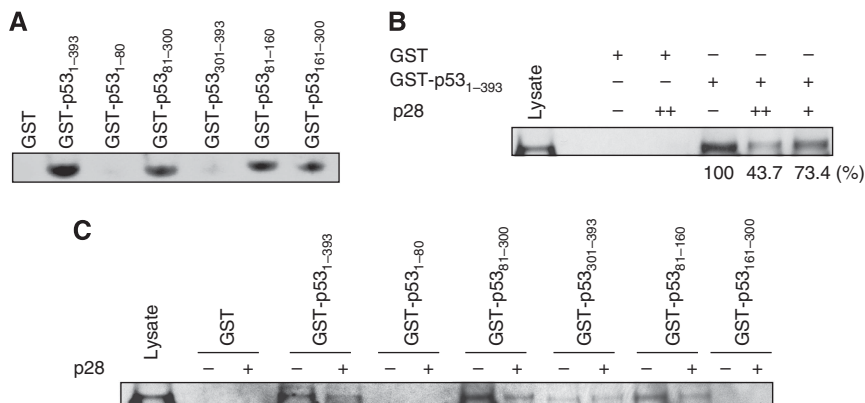 A
GST
GST-p53₁₋₃₉₃
GST-p53₁₋₈₀
GST-p53₈₁₋₃₀₀
GST-p53₃₀₁₋₃₉₃
GST-p53₈₁₋₁₆₀
GST-p53₁₆₁₋₃₀₀
B
GST + + – – –
GST-p53₁₋₃₉₃ – – + + +
p28 – ++ – ++ +
Lysate
100 43.7 73.4 (%)
C
Lysate
GST
GST-p53₁₋₃₉₃
GST-p53₁₋₈₀
GST-p53₈₁₋₃₀₀
GST-p53₃₀₁₋₃₉₃
GST-p53₈₁₋₁₆₀
GST-p53₁₆₁₋₃₀₀
p28 – + – + – + – + – + – + – +